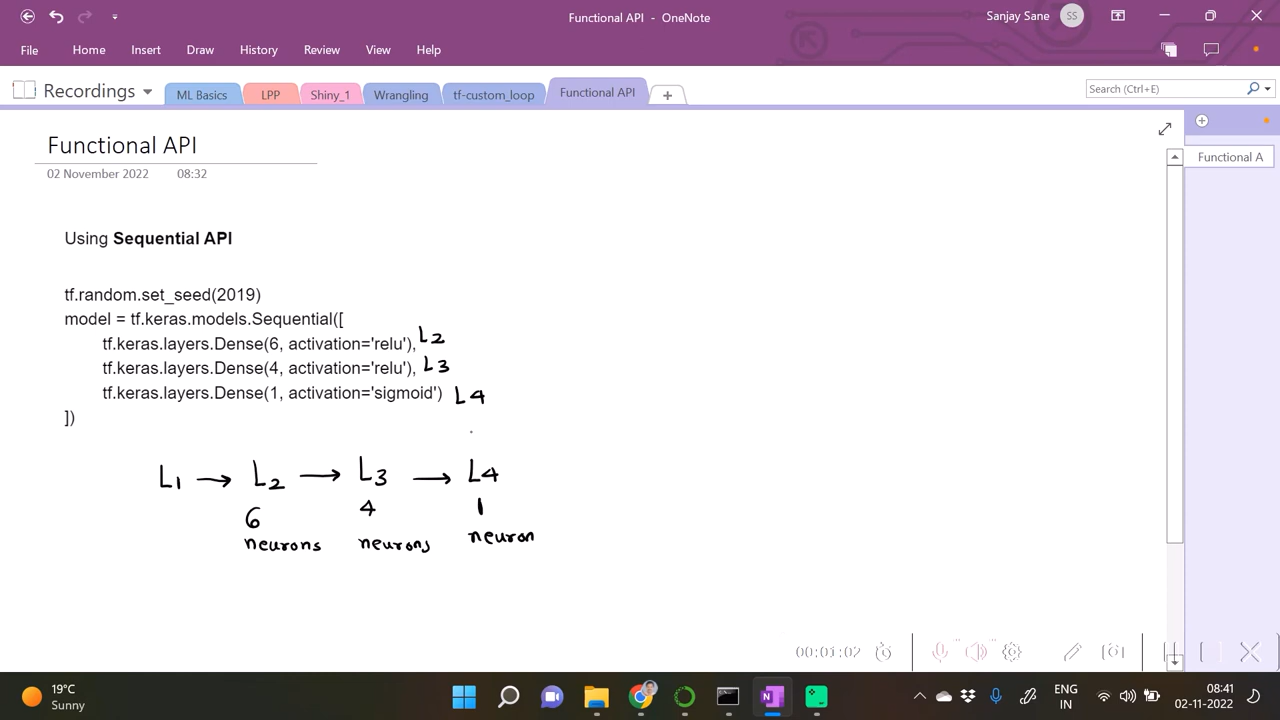 Functional API - OneNote
Sanjay Sane SS
File Home Insert Draw History Review View Help
Recordings ML Basics LPP Shiny_1 Wrangling tf-custom_loop Functional API
Search (Ctrl+E)
Functional A
Functional API
02 November 2022 08:32
Using Sequential API
tf.random.set_seed(2019)
model = tf.keras.models.Sequential([
tf.keras.layers.Dense(6, activation='relu'), L2
tf.keras.layers.Dense(4, activation='relu'), L3
tf.keras.layers.Dense(1, activation='sigmoid') L4
])
L1 → L2 → L3 → L4
6 4 1
neurons neurons neuron
00:01:02
19°C
Sunny
ENG
IN
08:41
02-11-2022